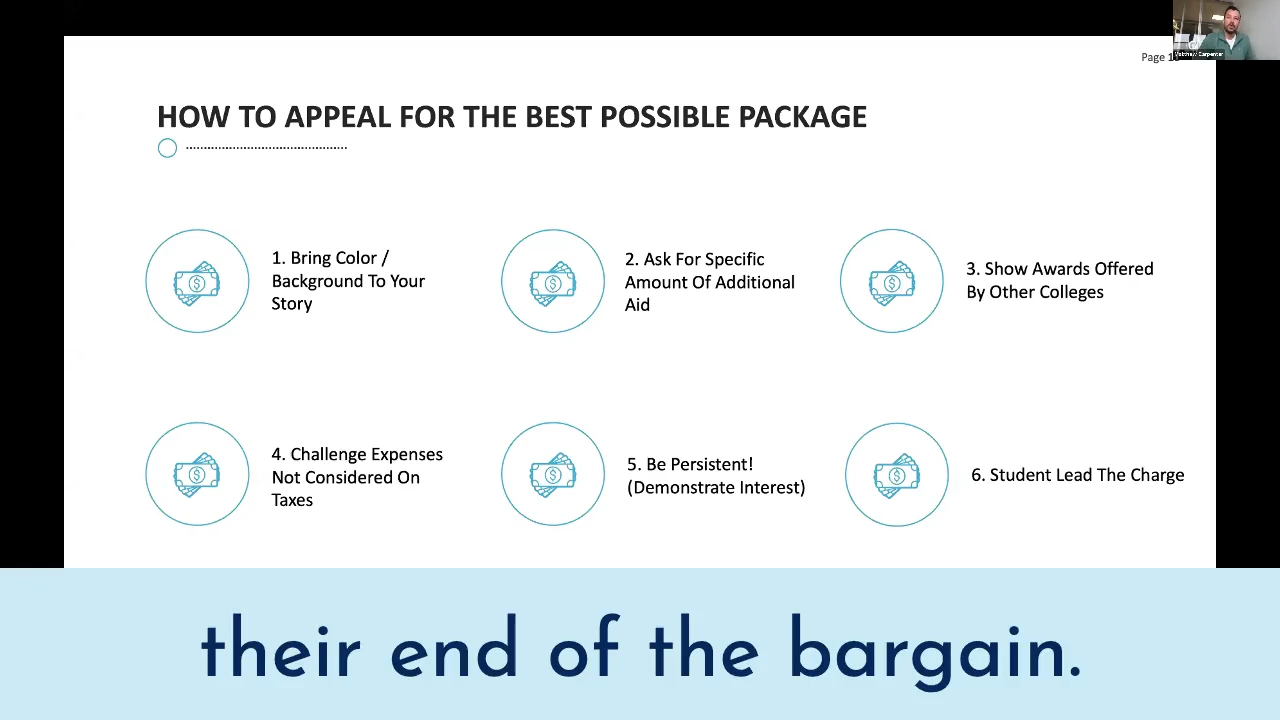 Matthew Carpenter
Page
HOW TO APPEAL FOR THE BEST POSSIBLE PACKAGE
1. Bring Color /
Background To Your
Story
2. Ask For Specific
Amount Of Additional
Aid
3. Show Awards Offered
By Other Colleges
4. Challenge Expenses
Not Considered On
Taxes
5. Be Persistent!
(Demonstrate Interest)
6. Student Lead The Charge
their end of the bargain.